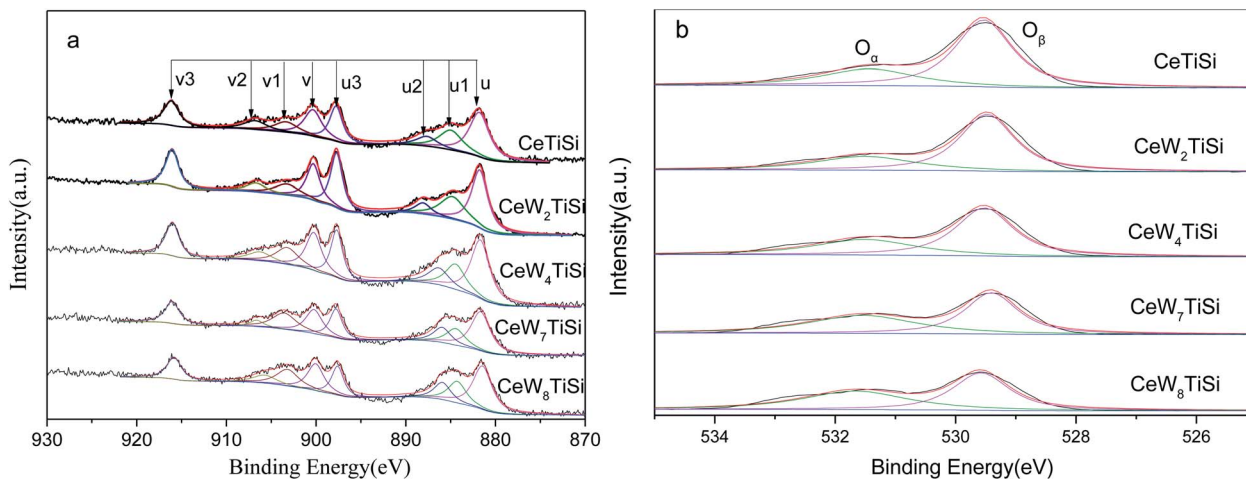 a
v3 v2 v1 v u3 u2 u1 u
CeTiSi
CeW₂TiSi
CeW₄TiSi
CeW₇TiSi
CeW₈TiSi
Intensity(a.u.)
930 920 910 900 890 880 870
Binding Energy(eV)
b
Oα
Oβ
CeTiSi
CeW₂TiSi
CeW₄TiSi
CeW₇TiSi
CeW₈TiSi
Intensity(a.u.)
534 532 530 528 526
Binding Energy(eV)